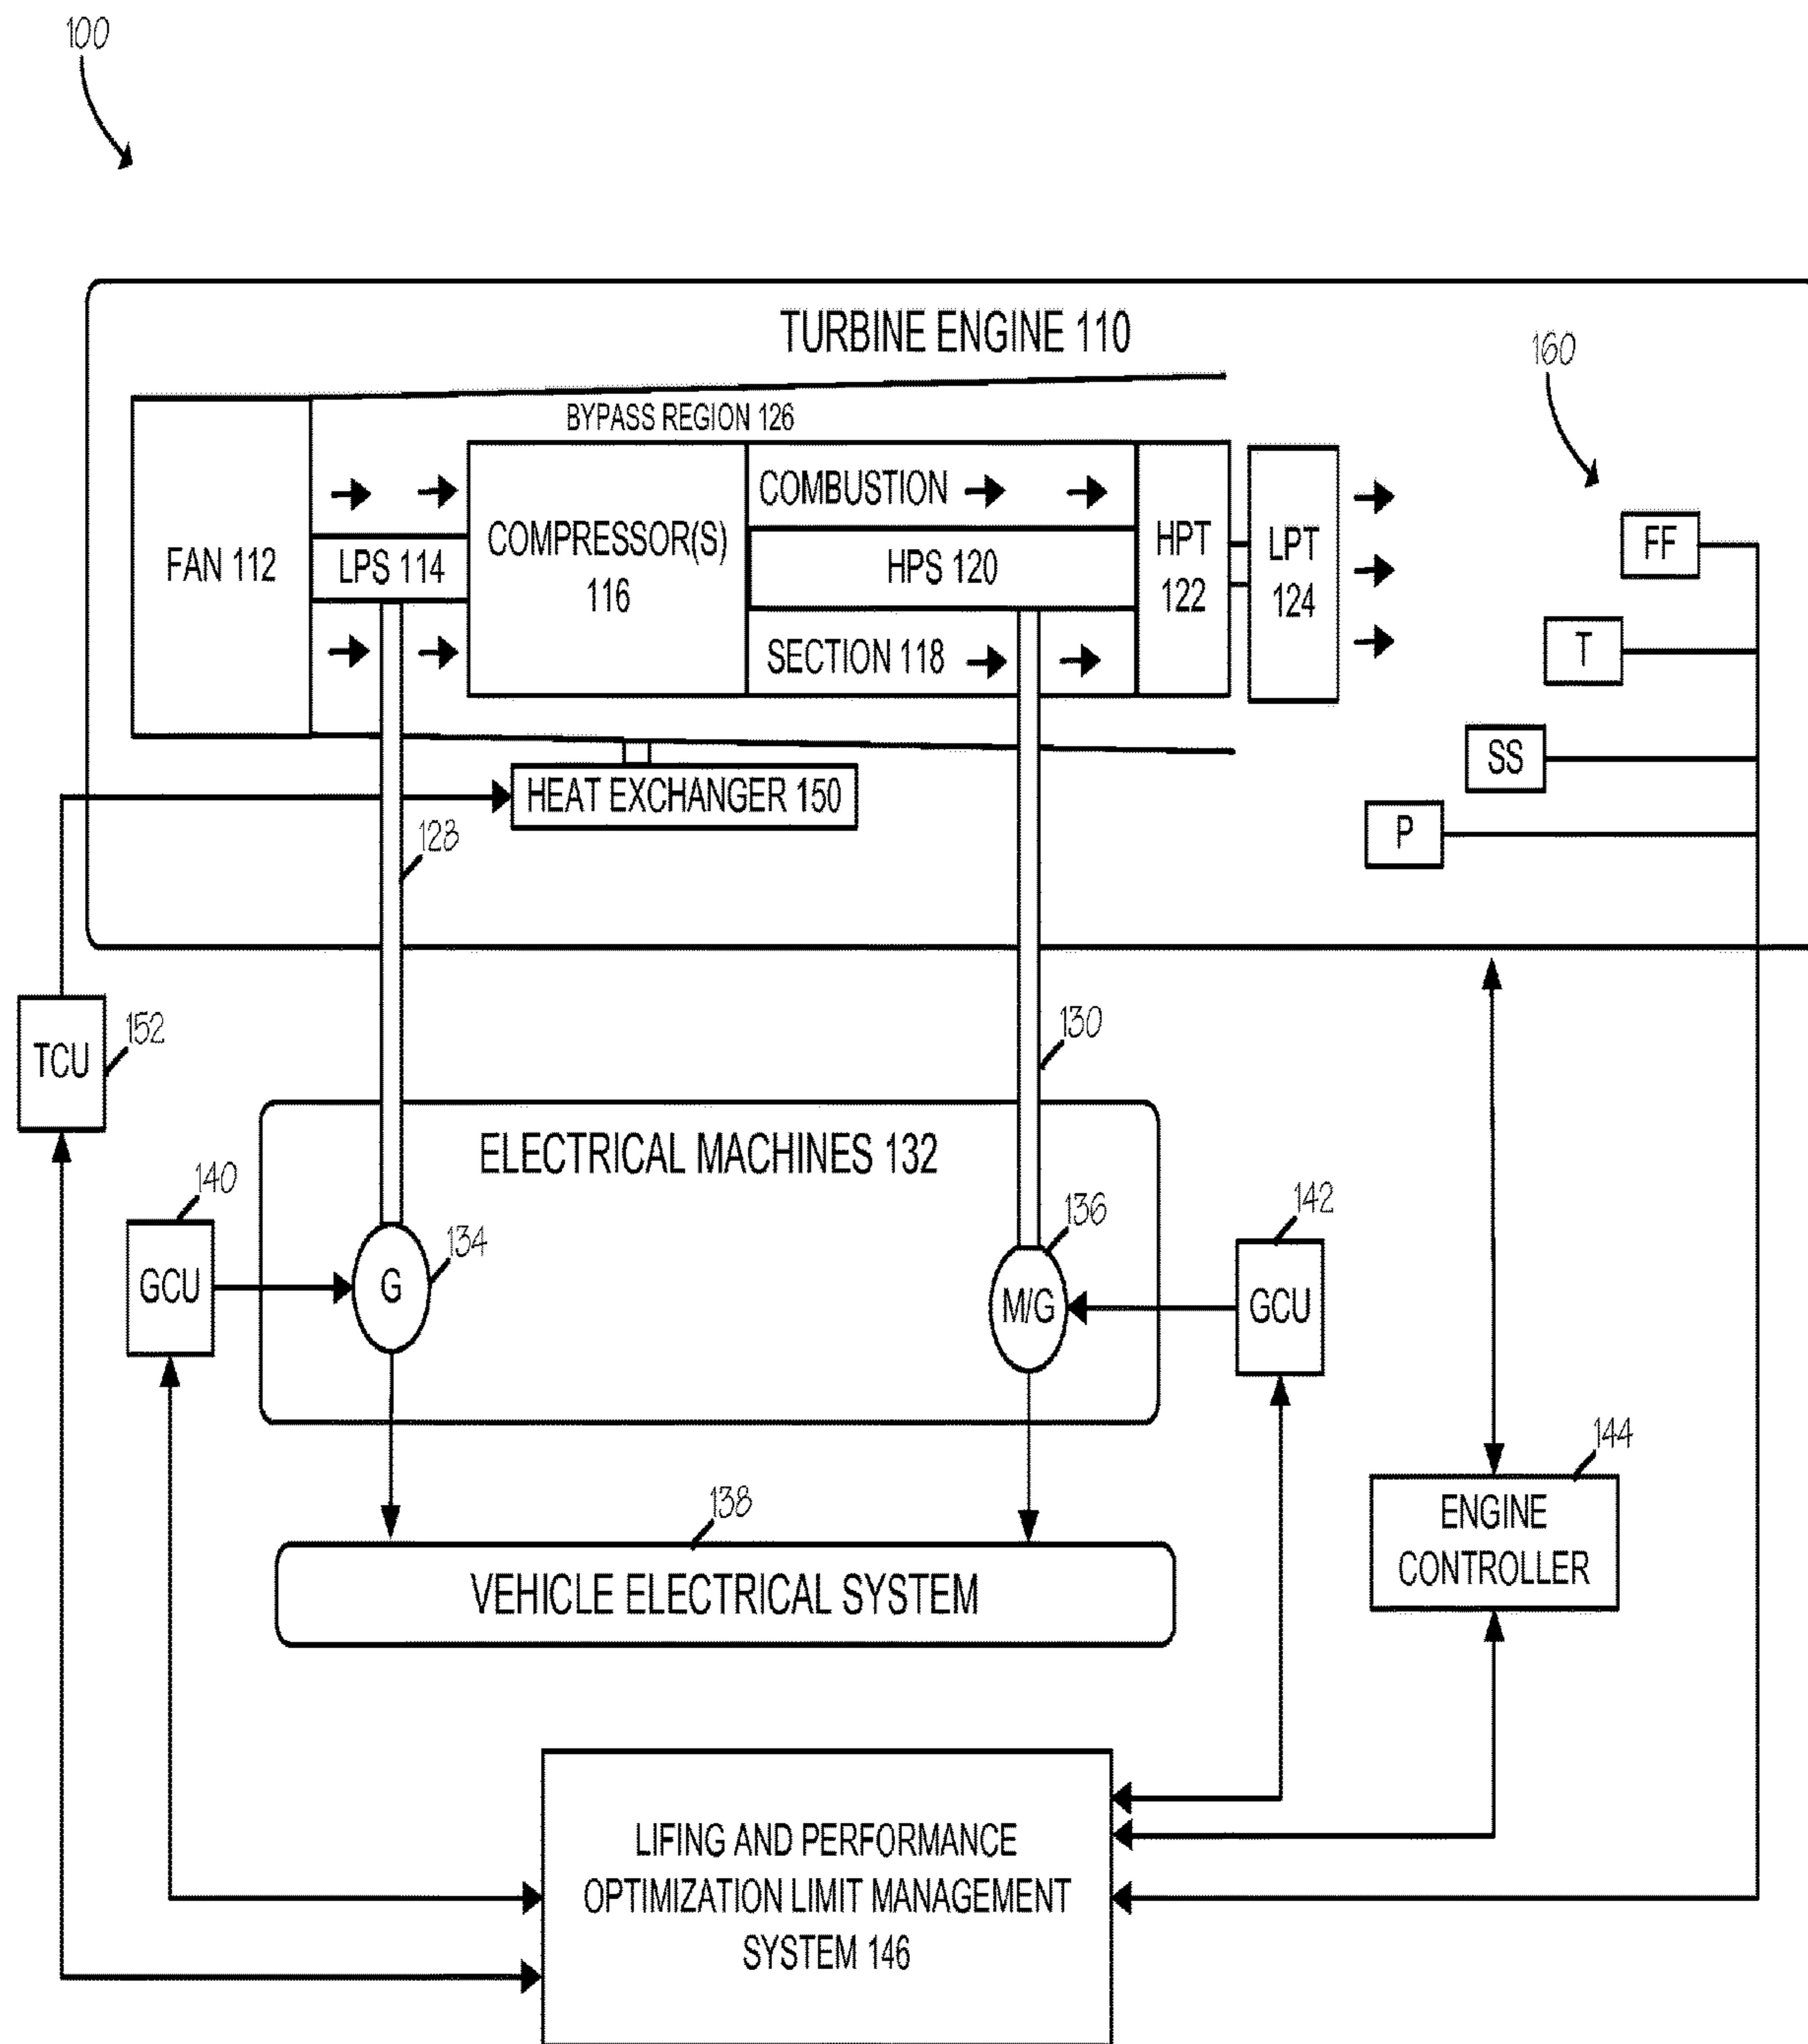 100
TURBINE ENGINE 110
160
BYPASS REGION 126
FAN 112
LPS 114
COMPRESSOR(S)
116
COMBUSTION
HPS 120
SECTION 118
HPT
122
LPT
124
FF
T
SS
P
HEAT EXCHANGER 150
128
130
TCU
152
ELECTRICAL MACHINES 132
140
GCU
134
G
136
M/G
142
GCU
144
ENGINE
CONTROLLER
138
VEHICLE ELECTRICAL SYSTEM
LIFING AND PERFORMANCE
OPTIMIZATION LIMIT MANAGEMENT
SYSTEM 146